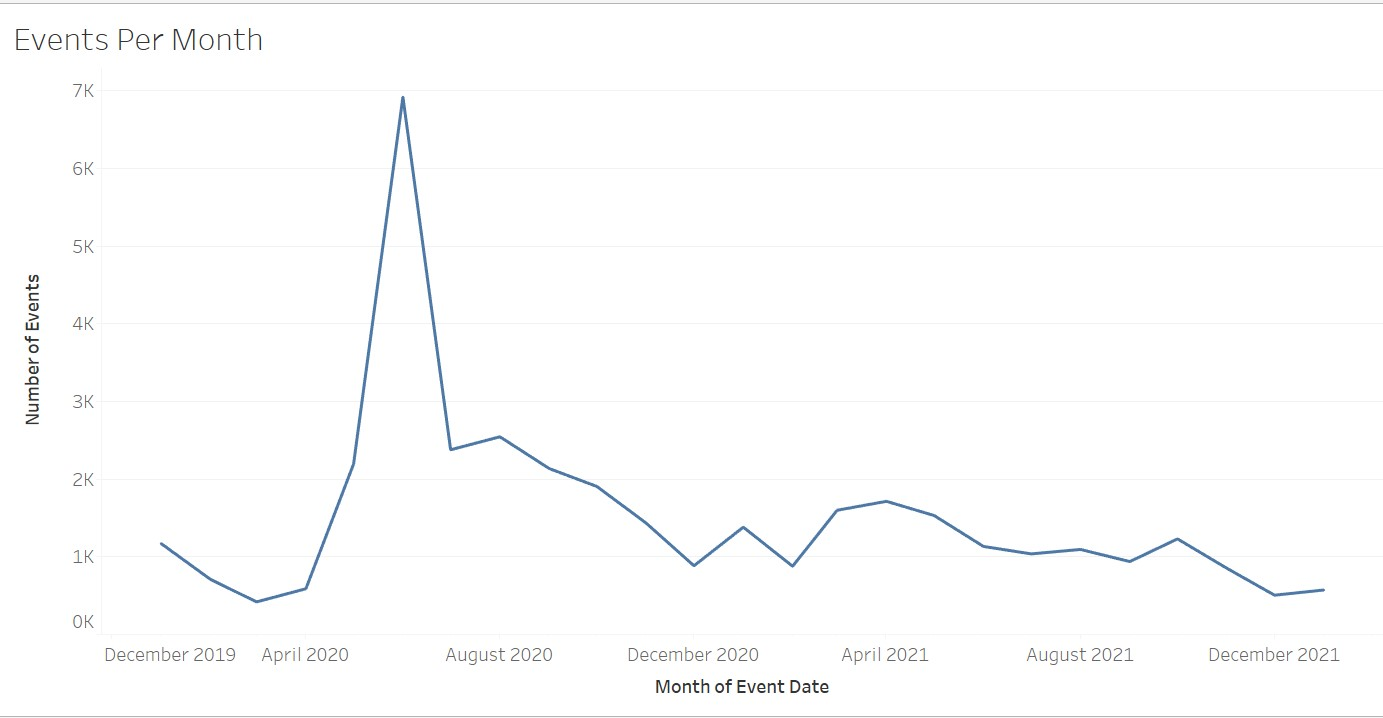 Events Per Month
7K
6K
5K
4K
3K
2K
1K
0K
Number of Events
December 2019 April 2020 August 2020 December 2020 April 2021 August 2021 December 2021
Month of Event Date